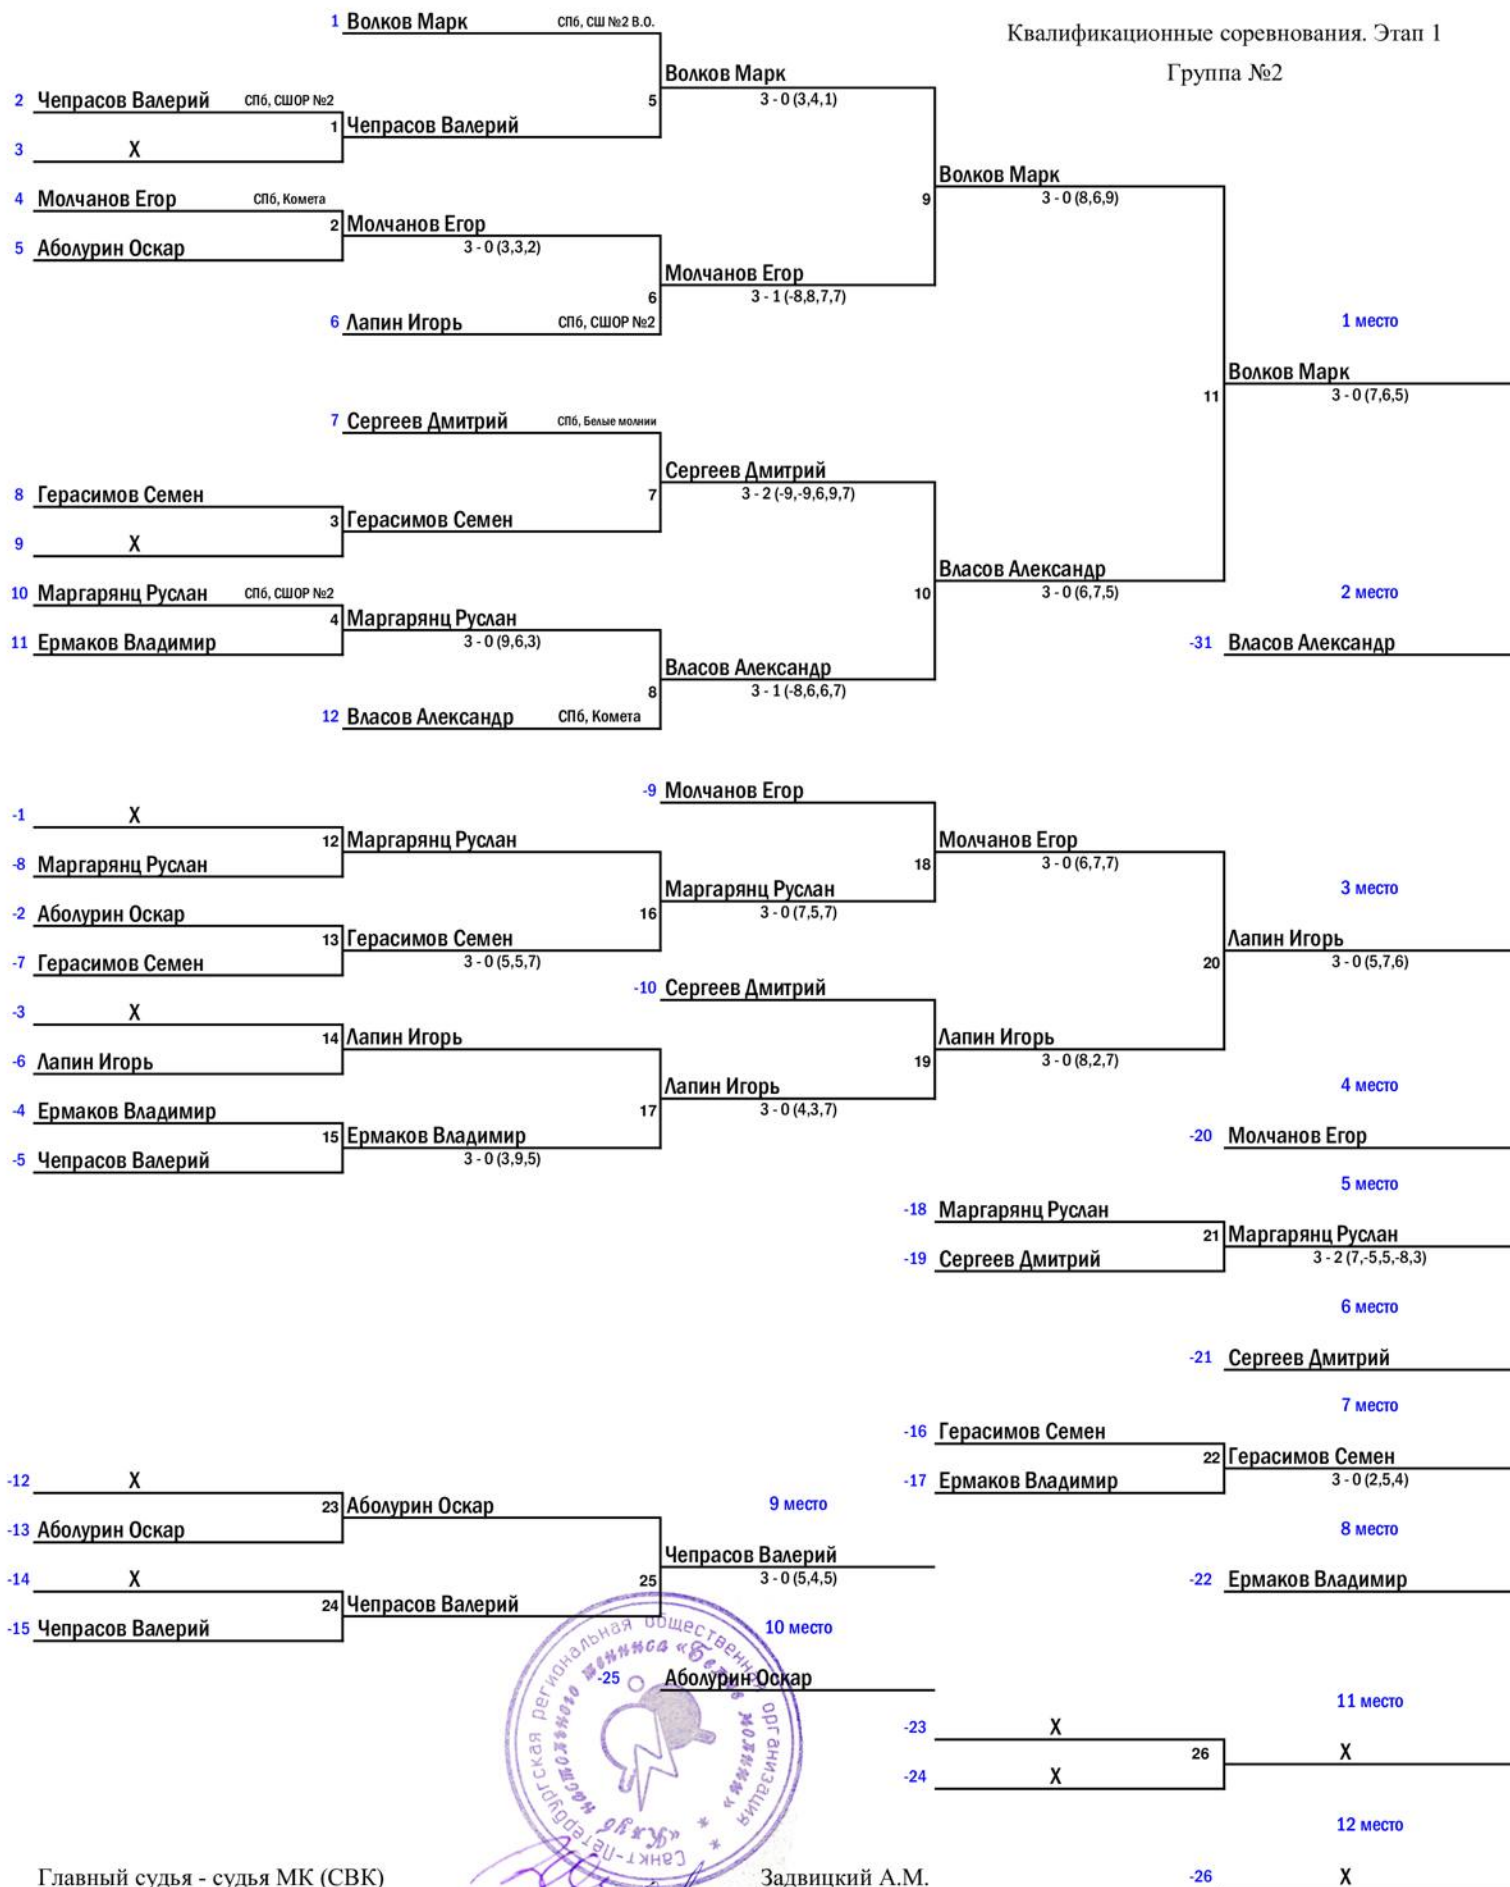 Квалификационные соревнования. Этап 1
Группа №2
1 Волков Марк СПб, СШ №2 В.О.
Волков Марк
2 Чепрасов Валерий СПб, СШОР №2
5 3 - 0 (3,4,1)
1 Чепрасов Валерий
3 X
Волков Марк
4 Молчанов Егор СПб, Комета
9 3 - 0 (8,6,9)
2 Молчанов Егор
5 Аболурин Оскар
3 - 0 (3,3,2)
Молчанов Егор
6 3 - 1 (-8,8,7,7)
6 Лапин Игорь СПб, СШОР №2
1 место
Волков Марк
11 3 - 0 (7,6,5)
7 Сергеев Дмитрий СПб, Белые молнии
Сергеев Дмитрий
8 Герасимов Семен
7 3 - 2 (-9,-9,6,9,7)
3 Герасимов Семен
9 X
Власов Александр
10 Маргарянц Руслан СПб, СШОР №2
10 3 - 0 (6,7,5)
2 место
4 Маргарянц Руслан
11 Ермаков Владимир
3 - 0 (9,6,3)
-31 Власов Александр
Власов Александр
8 3 - 1 (-8,6,6,7)
12 Власов Александр СПб, Комета
-9 Молчанов Егор
-1 X
12 Маргарянц Руслан
Молчанов Егор
-8 Маргарянц Руслан
18 3 - 0 (6,7,7)
Маргарянц Руслан
3 место
-2 Аболурин Оскар
16 3 - 0 (7,5,7)
13 Герасимов Семен
Лапин Игорь
-7 Герасимов Семен
3 - 0 (5,5,7)
20 3 - 0 (5,7,6)
-10 Сергеев Дмитрий
-3 X
14 Лапин Игорь
Лапин Игорь
-6 Лапин Игорь
19 3 - 0 (8,2,7)
Лапин Игорь
4 место
-4 Ермаков Владимир
17 3 - 0 (4,3,7)
15 Ермаков Владимир
-20 Молчанов Егор
-5 Чепрасов Валерий
3 - 0 (3,9,5)
5 место
-18 Маргарянц Руслан
21 Маргарянц Руслан
-19 Сергеев Дмитрий
3 - 2 (7,-5,5,-8,3)
6 место
-21 Сергеев Дмитрий
7 место
-16 Герасимов Семен
22 Герасимов Семен
-12 X
-17 Ермаков Владимир
3 - 0 (2,5,4)
23 Аболурин Оскар
9 место
-13 Аболурин Оскар
8 место
Чепрасов Валерий
-14 X
25 3 - 0 (5,4,5)
-22 Ермаков Владимир
24 Чепрасов Валерий
-15 Чепрасов Валерий
10 место
-25 Аболурин Оскар
11 место
-23 X
26 X
-24 X
12 место
Санкт-Петербургская региональная общественная организация
«Клуб настольного тенниса «Белые молнии»
Главный судья - судья МК (СВК) Задвицкий А.М.
-26 X